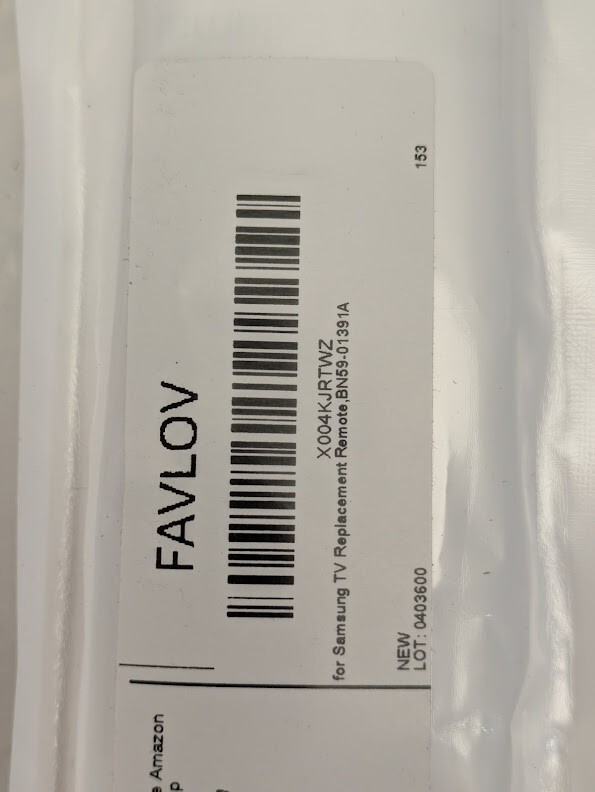 FAVLOV
X004KJRTWZ
for Samsung TV Replacement Remote,BN59-01391A
NEW
LOT: 0403600
153
Amazon